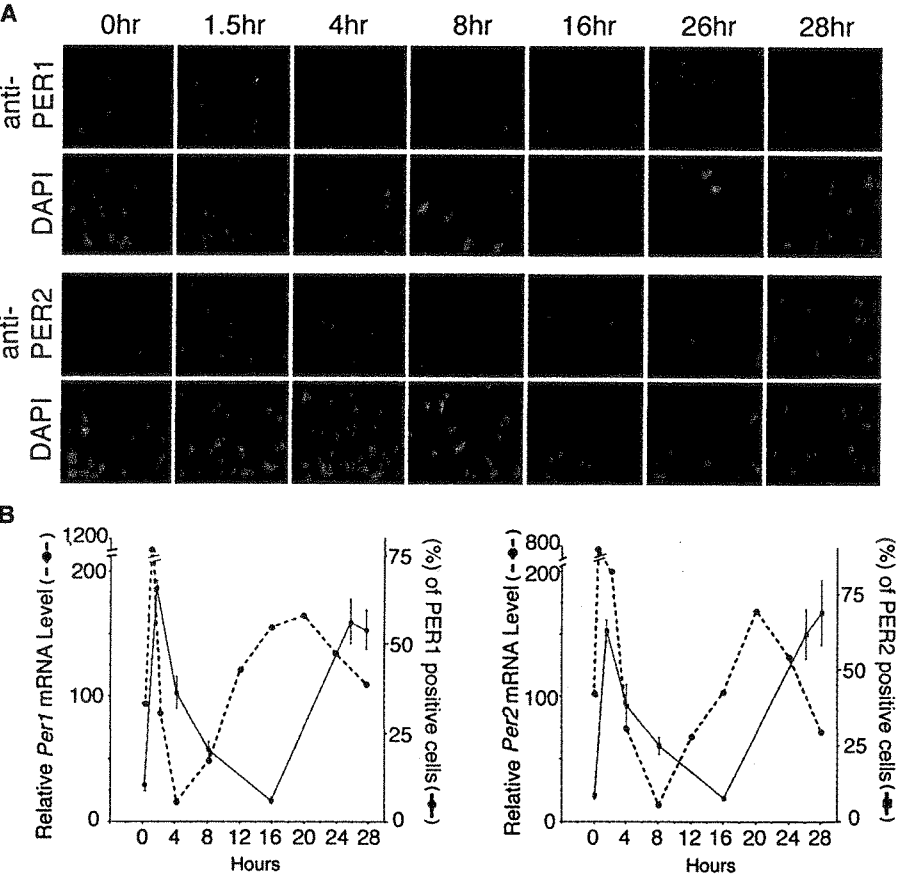 A
0hr 1.5hr 4hr 8hr 16hr 26hr 28hr
anti-
PER1
DAPI
anti-
PER2
DAPI
B
Relative Per1 mRNA Level (--●--)
1200
200
100
0
75
50
25
0
(%) of PER1 positive cells (–●–)
0 4 8 12 16 20 24 28
Hours
Relative Per2 mRNA Level (--●--)
800
200
100
0
75
50
25
0
(%) of PER2 positive cells (–■–)
0 4 8 12 16 20 24 28
Hours